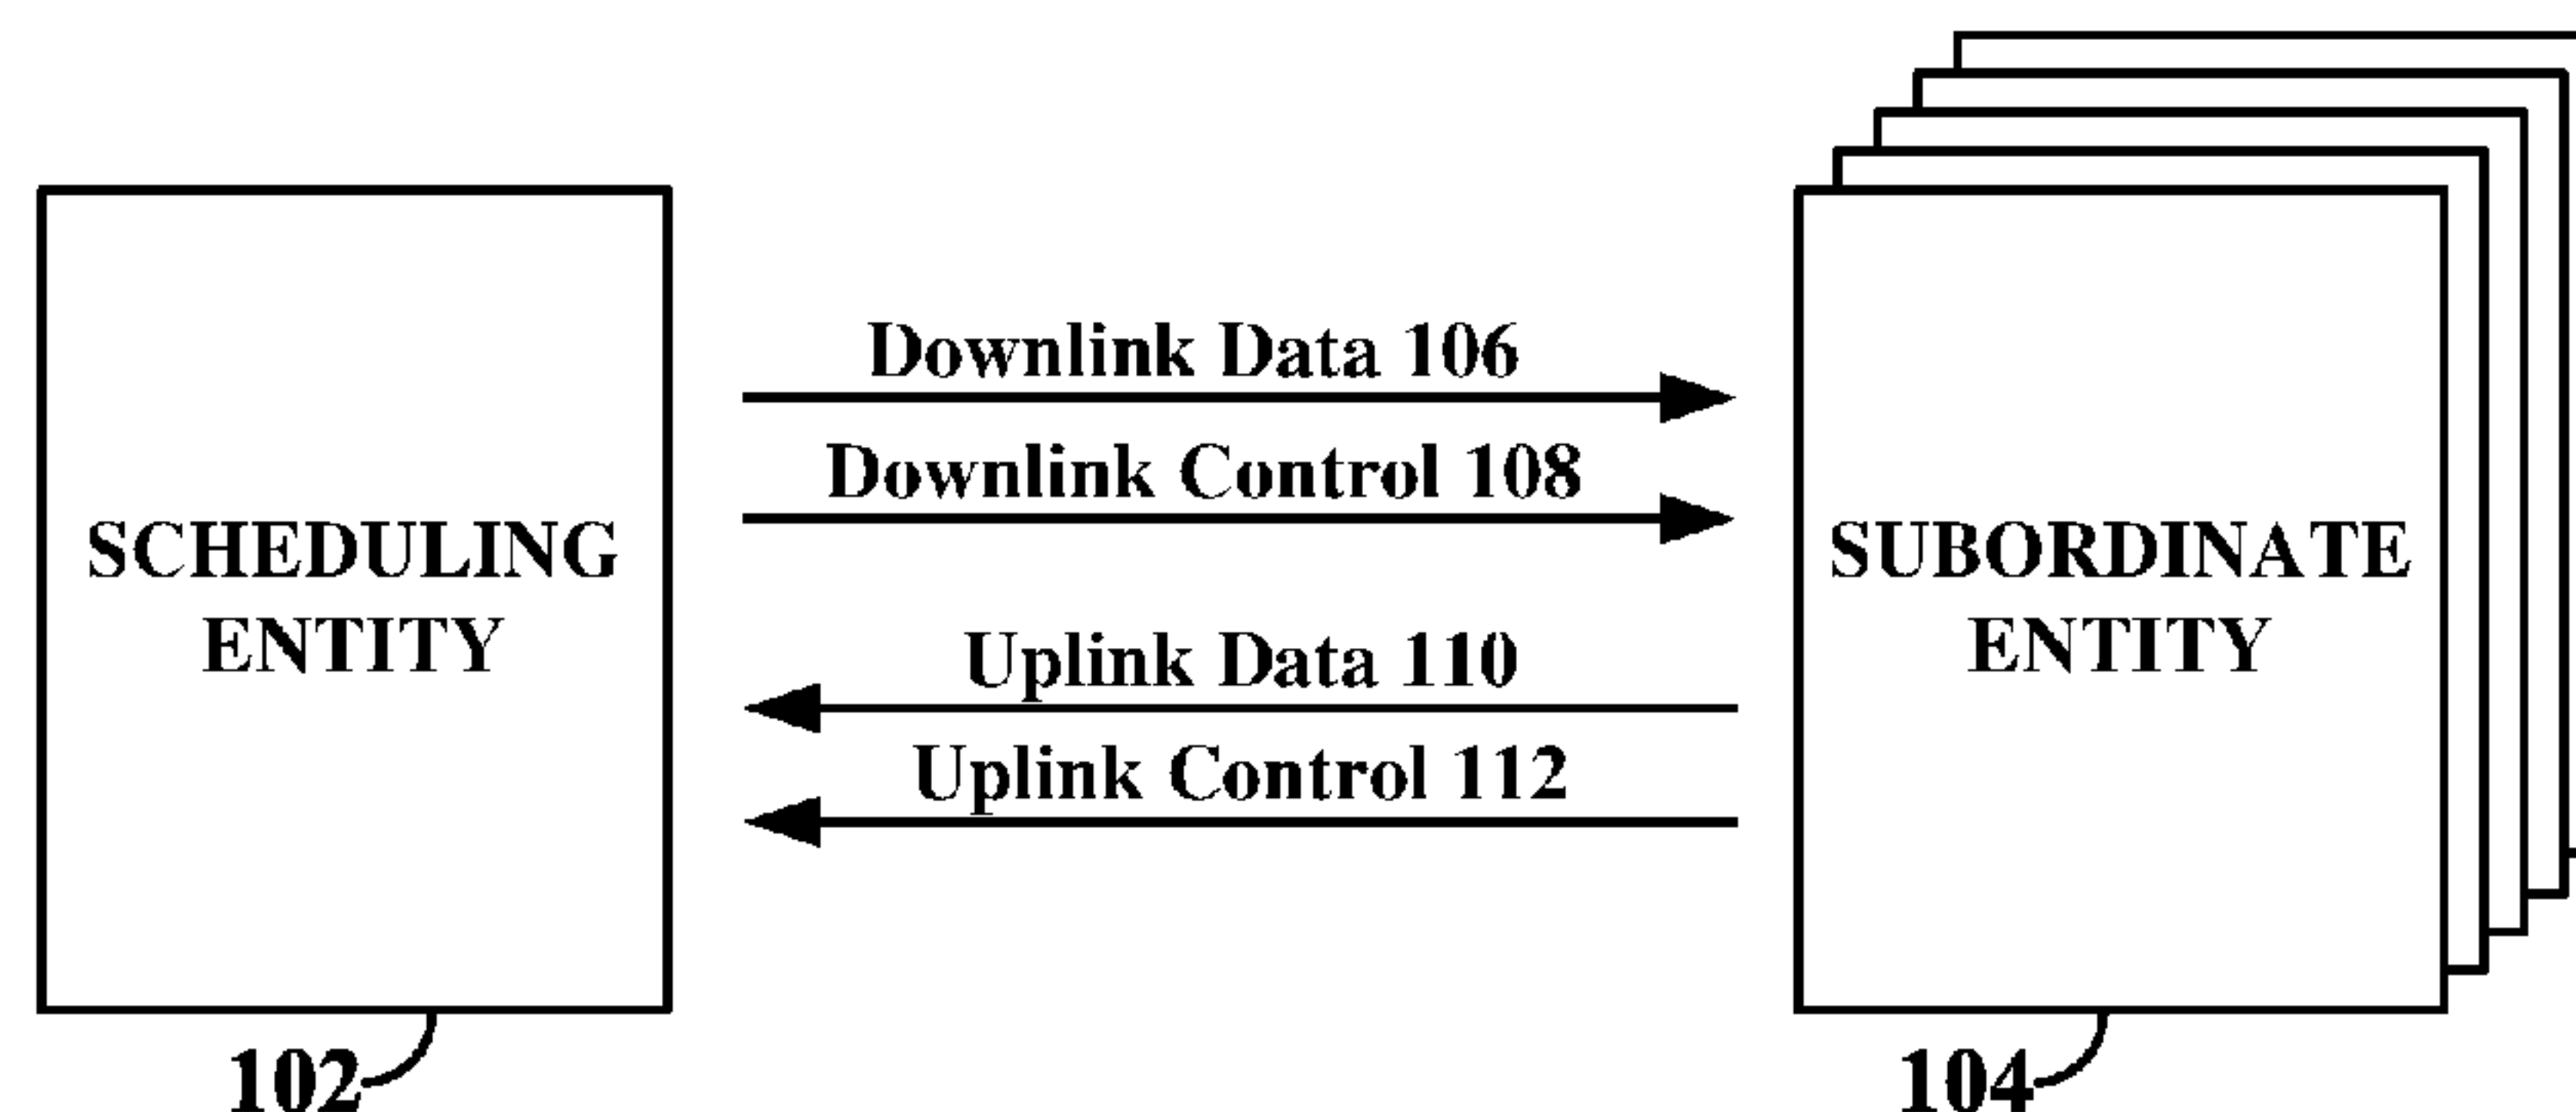 SCHEDULING
ENTITY
102
Downlink Data 106
Downlink Control 108
Uplink Data 110
Uplink Control 112
SUBORDINATE
ENTITY
104